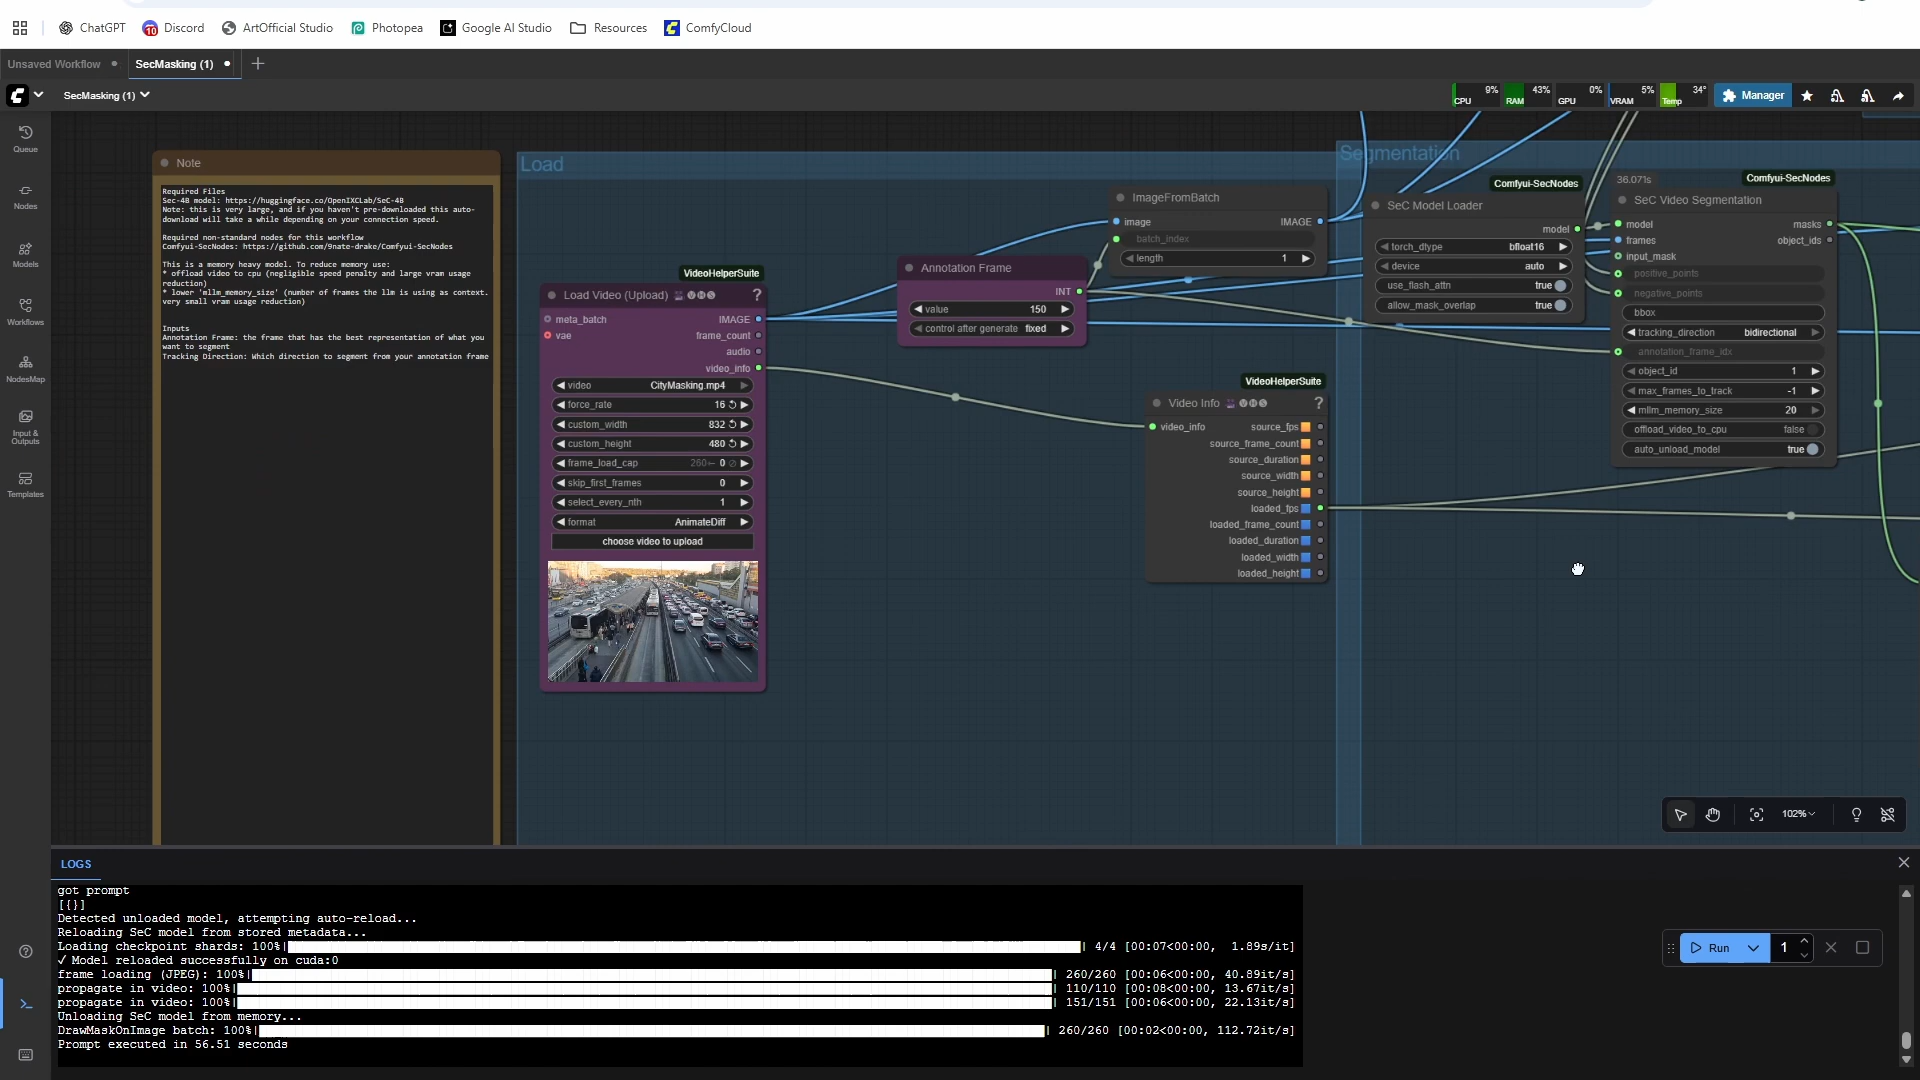 ChatGPT
10
Discord
ArtOfficial Studio
Photopea
Google AI Studio
Resources
ComfyCloud
Unsaved Workflow
SecMasking (1)
SecMasking (1)
CPU 9%
RAM 43%
GPU 0%
VRAM 5%
Temp 34°
Manager
Queue
Nodes
Models
Workflows
NodesMap
Input &
Outputs
Templates
Note
Required Files
Sec-4B model: https://huggingface.co/OpenIXCLab/SeC-4B
Note: this is very large, and if you haven't pre-downloaded this auto-
download will take a while depending on your connection speed.
Required non-standard nodes for this workflow
Comfyui-SecNodes: https://github.com/9nate-drake/Comfyui-SecNodes
This is a memory heavy model. To reduce memory use:
* offload video to cpu (negligible speed penalty and large vram usage
reduction)
* lower 'mllm_memory_size' (number of frames the llm is using as context.
very small vram usage reduction)
Inputs
Annotation Frame: the frame that has the best representation of what you
want to segment
Tracking Direction: Which direction to segment from your annotation frame
Load
VideoHelperSuite
Load Video (Upload) VHS ?
meta_batch IMAGE
vae frame_count
audio
video_info
video CityMasking.mp4
force_rate 16
custom_width 832
custom_height 480
frame_load_cap 260← 0
skip_first_frames 0
select_every_nth 1
format AnimateDiff
choose video to upload
Annotation Frame
INT
value 150
control after generate fixed
ImageFromBatch
image IMAGE
batch_index
length 1
VideoHelperSuite
Video Info VHS ?
video_info source_fps
source_frame_count
source_duration
source_width
source_height
loaded_fps
loaded_frame_count
loaded_duration
loaded_width
loaded_height
Segmentation
Comfyui-SecNodes
SeC Model Loader
model
torch_dtype bfloat16
device auto
use_flash_attn true
allow_mask_overlap true
36.071s
Comfyui-SecNodes
SeC Video Segmentation
model masks
frames object_ids
input_mask
positive_points
negative_points
bbox
tracking_direction bidirectional
annotation_frame_idx
object_id 1
max_frames_to_track -1
mllm_memory_size 20
offload_video_to_cpu false
auto_unload_model true
102%
LOGS
got prompt
[{}]
Detected unloaded model, attempting auto-reload...
Reloading SeC model from stored metadata...
Loading checkpoint shards: 100%| | 4/4 [00:07<00:00, 1.89s/it]
✓ Model reloaded successfully on cuda:0
frame loading (JPEG): 100%| | 260/260 [00:06<00:00, 40.89it/s]
propagate in video: 100%| | 110/110 [00:08<00:00, 13.67it/s]
propagate in video: 100%| | 151/151 [00:06<00:00, 22.13it/s]
Unloading SeC model from memory...
DrawMaskOnImage batch: 100%| | 260/260 [00:02<00:00, 112.72it/s]
Prompt executed in 56.51 seconds
Run
1